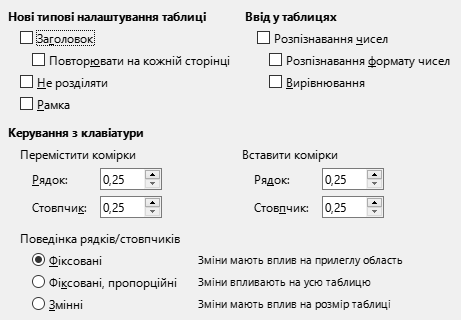 Нові типові налаштування таблиці
Заголовок
Повторювати на кожній сторінці
Не розділяти
Рамка
Ввід у таблицях
Розпізнавання чисел
Розпізнавання формату чисел
Вирівнювання
Керування з клавіатури
Перемістити комірки
Рядок: 0,25
Стовпчик: 0,25
Вставити комірки
Рядок: 0,25
Стовпчик: 0,25
Поведінка рядків/стовпчиків
Фіксовані Зміни мають вплив на прилеглу область
Фіксовані, пропорційні Зміни впливають на усю таблицю
Змінні Зміни мають вплив на розмір таблиці